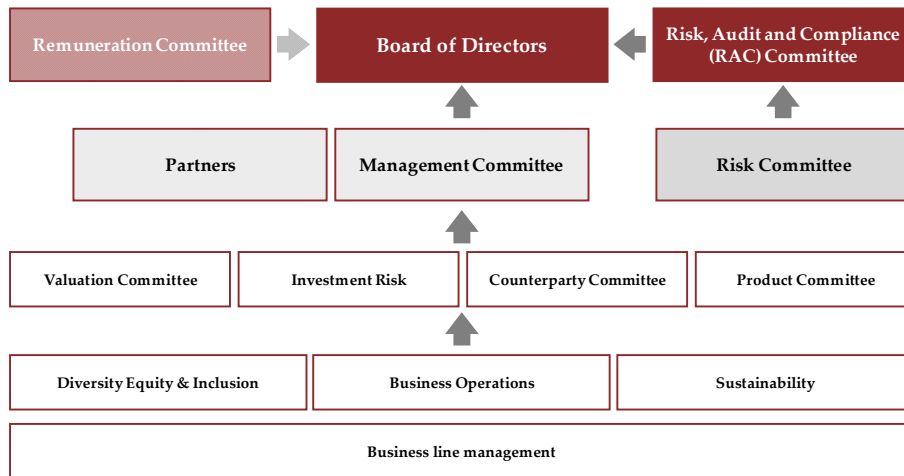 Remuneration Committee
Board of Directors
Risk, Audit and Compliance
(RAC) Committee
Partners
Management Committee
Risk Committee
Valuation Committee
Investment Risk
Counterparty Committee
Product Committee
Diversity Equity & Inclusion
Business Operations
Sustainability
Business line management